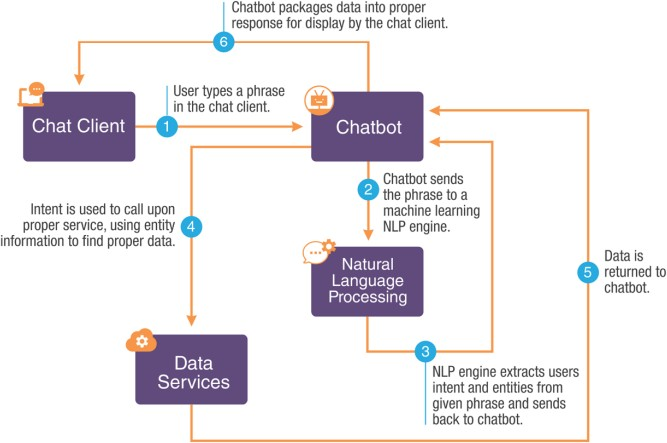 Chatbot packages data into proper
response for display by the chat client.
6
User types a phrase
in the chat client.
Chat Client
1
Chatbot
Intent is used to call upon
proper service, using entity
information to find proper data.
4
2
Chatbot sends
the phrase to a
machine learning
NLP engine.
Natural
Language
Processing
5
Data is
returned to
chatbot.
3
NLP engine extracts users
intent and entities from
given phrase and sends
back to chatbot.
Data
Services